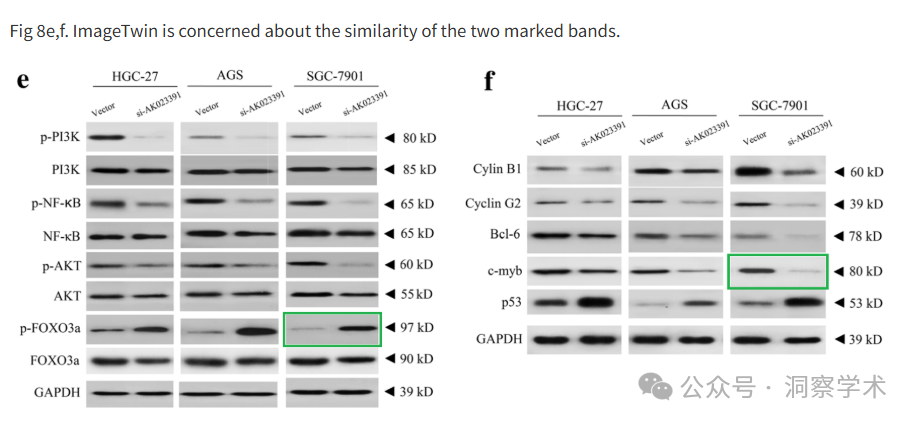 Fig 8e,f. ImageTwin is concerned about the similarity of the two marked bands.
e
HGC-27 AGS SGC-7901
Vector si-AK023391 Vector si-AK023391 Vector si-AK023391
p-PI3K ◄ 80 kD
PI3K ◄ 85 kD
p-NF-κB ◄ 65 kD
NF-κB ◄ 65 kD
p-AKT ◄ 60 kD
AKT ◄ 55kD
p-FOXO3a ◄ 97 kD
FOXO3a ◄ 90 kD
GAPDH ◄ 39 kD
f
HGC-27 AGS SGC-7901
Vector si-AK023391 Vector si-AK023391 Vector si-AK023391
Cylin B1 ◄ 60 kD
Cyclin G2 ◄ 39 kD
Bcl-6 ◄ 78 kD
c-myb ◄ 80 kD
p53 ◄ 53 kD
GAPDH ◄ 39 kD
公众号 · 洞察学术